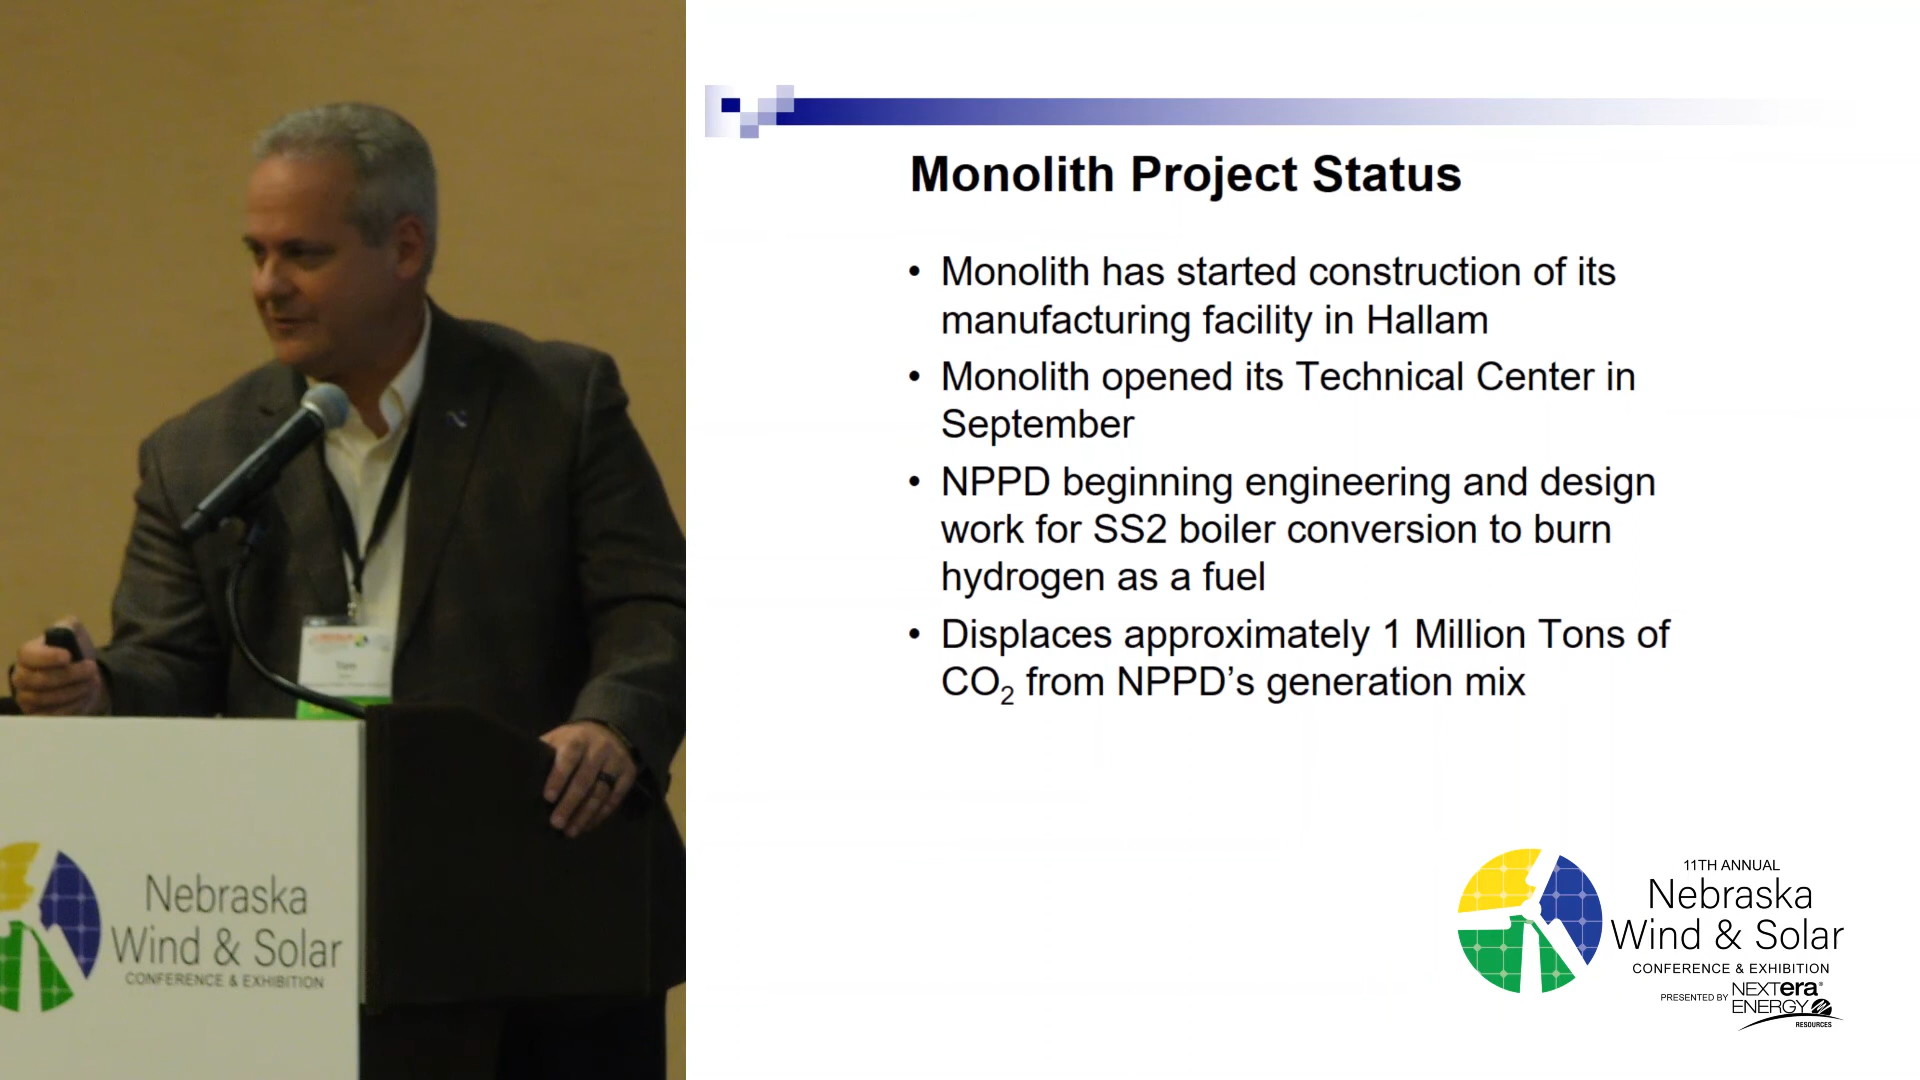 Monolith Project Status
• Monolith has started construction of its
manufacturing facility in Hallam
• Monolith opened its Technical Center in
September
• NPPD beginning engineering and design
work for SS2 boiler conversion to burn
hydrogen as a fuel
• Displaces approximately 1 Million Tons of
CO₂ from NPPD’s generation mix
Tom
Nebraska
Wind & Solar
CONFERENCE & EXHIBITION
11TH ANNUAL
Nebraska
Wind & Solar
CONFERENCE & EXHIBITION
PRESENTED BY
NEXTera®
ENERGY
RESOURCES